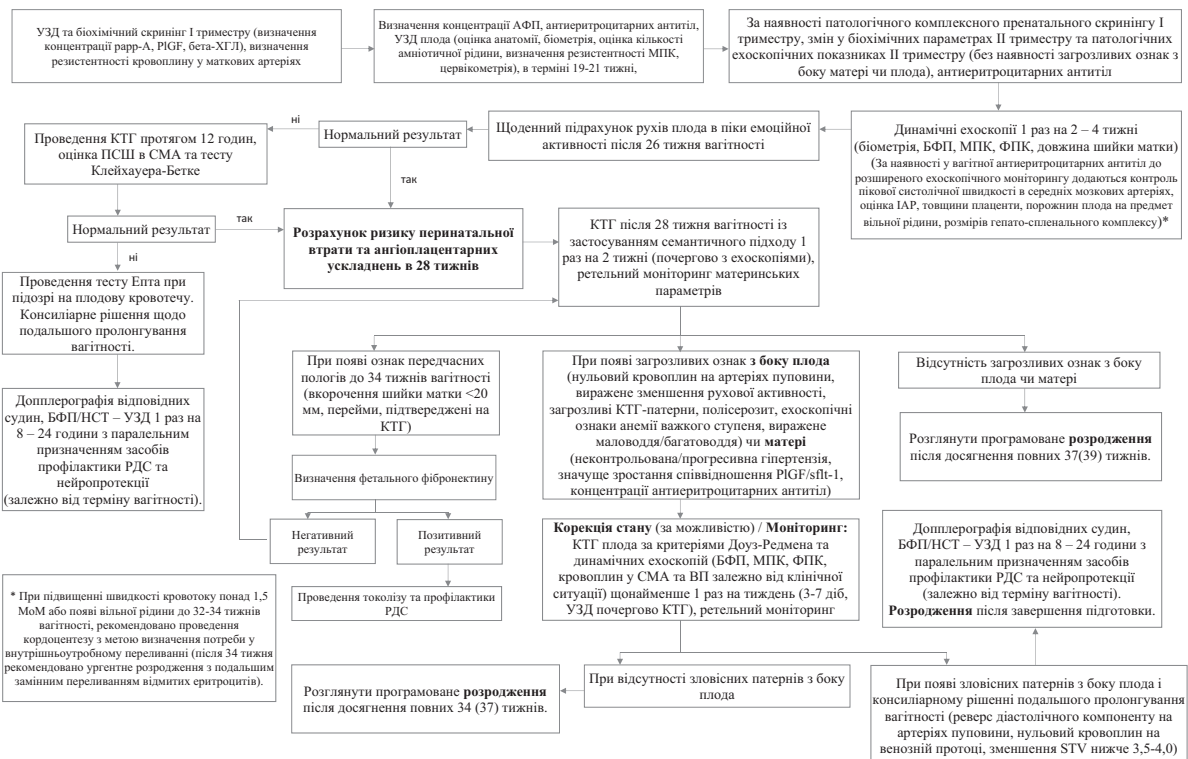 УЗД та біохімічний скринінг І триместру (визначення
концентрації papp-A, PlGF, бета-ХГЛ), визначення
резистентності кровоплину у маткових артеріях
Визначення концентрації АФП, антиеритроцитарних антитіл,
УЗД плода (оцінка анатомії, біометрія, оцінка кількості
амніотичної рідини, визначення резистентності МПК,
цервікометрія), в терміні 19-21 тижні,
За наявності патологічного комплексного пренатального скринінгу І
триместру, змін у біохімічних параметрах ІІ триместру та патологічних
ехоскопічних показниках ІІ триместру (без наявності загрозливих ознак з
боку матері чи плода), антиеритроцитарних антитіл
Динамічні ехоскопії 1 раз на 2 – 4 тижні
(біометрія, БФП, МПК, ФПК, довжина шийки матки)
(За наявності у вагітної антиеритроцитарних антитіл до
розширеного ехоскопічного моніторингу додаються контроль
пікової систолічної швидкості в середніх мозкових артеріях,
оцінка ІАР, товщини плаценти, порожнин плода на предмет
вільної рідини, розмірів гепато-спленального комплексу)*
Щоденний підрахунок рухів плода в піки емоційної
активності після 26 тижня вагітності
Нормальний результат
ні
так
Проведення КТГ протягом 12 годин,
оцінка ПСШ в СМА та тесту
Клейхауера-Бетке
Нормальний результат
так
ні
Розрахунок ризику перинатальної
втрати та ангіоплацентарних
ускладнень в 28 тижнів
КТГ після 28 тижня вагітності із
застосуванням семантичного підходу 1
раз на 2 тижні (почергово з ехоскопіями),
ретельний моніторинг материнських
параметрів
Проведення тесту Епта при
підозрі на плодову кровотечу.
Консиліарне рішення щодо
подальшого пролонгування
вагітності.
Допплерографія відповідних
судин, БФП/НСТ – УЗД 1 раз на
8 – 24 години з паралельним
призначенням засобів
профілактики РДС та
нейропротекції
(залежно від терміну вагітності).
При появі ознак передчасних
пологів до 34 тижнів вагітності
(вкорочення шийки матки <20
мм, перейми, підтверджені на
КТГ)
Визначення фетального фібронектину
Негативний
результат
Позитивний
результат
Проведення токолізу та профілактики
РДС
При появі загрозливих ознак з боку плода
(нульовий кровоплин на артеріях пуповини,
виражене зменшення рухової активності,
загрозливі КТГ-патерни, полісерозит, ехоскопічні
ознаки анемії важкого ступеня, виражене
маловоддя/багатоводдя) чи матері
(неконтрольована/прогресивна гіпертензія,
значуще зростання співвідношення PlGF/sflt-1,
концентрації антиеритроцитарних антитіл)
Корекція стану (за можливістю) / Моніторинг:
КТГ плода за критеріями Доуз-Редмена та
динамічних ехоскопій (БФП, МПК, ФПК,
кровоплин у СМА та ВП залежно від клінічної
ситуації) щонайменше 1 раз на тиждень (3-7 діб,
УЗД почергово КТГ), ретельний моніторинг
Відсутність загрозливих ознак з боку
плода чи матері
Розглянути програмоване розродження
після досягнення повних 37(39) тижнів.
Допплерографія відповідних судин,
БФП/НСТ – УЗД 1 раз на 8 – 24 години з
паралельним призначенням засобів
профілактики РДС та нейропротекції
(залежно від терміну вагітності).
Розродження після завершення підготовки.
* При підвищенні швидкості кровотоку понад 1,5
МоМ або появі вільної рідини до 32-34 тижнів
вагітності, рекомендовано проведення
кордоцентезу з метою визначення потреби у
внутрішньоутробному переливанні (після 34 тижня
рекомендовано ургентне розродження з подальшим
замінним переливанням відмитих еритроцитів).
Розглянути програмоване розродження
після досягнення повних 34 (37) тижнів.
При відсутності зловісних патернів з боку
плода
При появі зловісних патернів з боку плода і
консиліарному рішенні подальшого пролонгування
вагітності (реверс діастолічного компоненту на
артеріях пуповини, нульовий кровоплин на
венозній протоці, зменшення STV нижче 3,5-4,0)